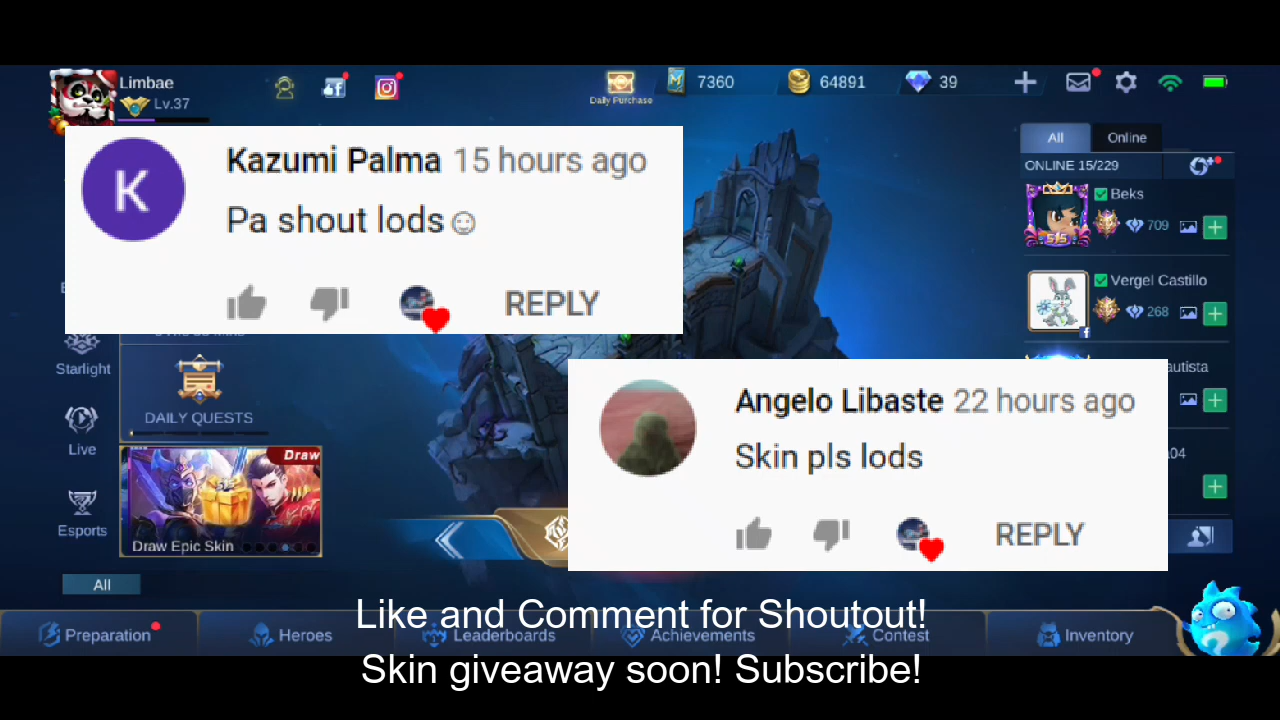 Limbae
Lv.37
Daily Purchase
7360
64891
39
All
Online
ONLINE 15/229
Kazumi Palma 15 hours ago
Pa shout lods☺
REPLY
Beks
515
709
Vergel Castillo
268
Starlight
DAILY QUESTS
Live
Draw
Esports
Draw Epic Skin
Angelo Libaste 22 hours ago
Skin pls lods
REPLY
autista
04
All
Like and Comment for Shoutout!
Preparation
Heroes
Leaderboards
Achievements
Contest
Inventory
Skin giveaway soon! Subscribe!